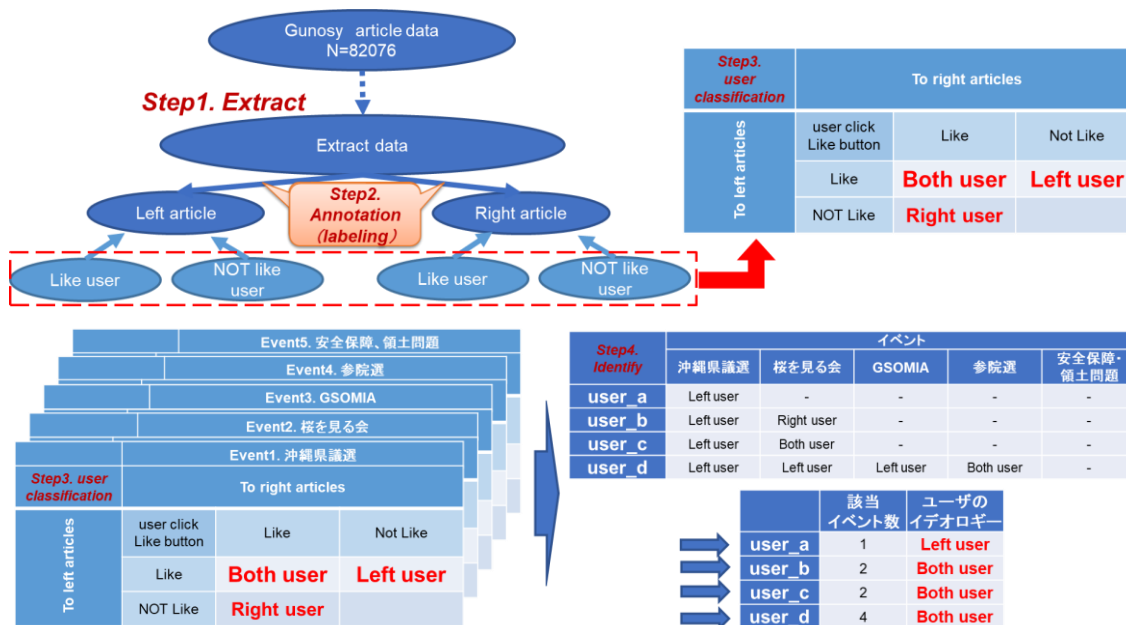 Gunosy article data
N=82076
Step1. Extract
Extract data
Step2.
Annotation
（labeling）
Left article
Right article
Like user
NOT like
user
Like user
NOT like
user
Step3.
user
classification
To right articles
To left articles
user click
Like button
Like
Not Like
Like
Both user
Left user
NOT Like
Right user
Event5. 安全保障、領土問題
Event4. 参院選
Event3. GSOMIA
Event2. 桜を見る会
Event1. 沖縄県議選
Step3. user
classification
To right articles
To left articles
user click
Like button
Like
Not Like
Like
Both user
Left user
NOT Like
Right user
Step4.
Identify
イベント
沖縄県議選
桜を見る会
GSOMIA
参院選
安全保障・
領土問題
user_a
Left user
-
-
-
-
user_b
Left user
Right user
-
-
-
user_c
Left user
Both user
-
-
-
user_d
Left user
Left user
Left user
Both user
-
該当
イベント数
ユーザの
イデオロギー
user_a
1
Left user
user_b
2
Both user
user_c
2
Both user
user_d
4
Both user